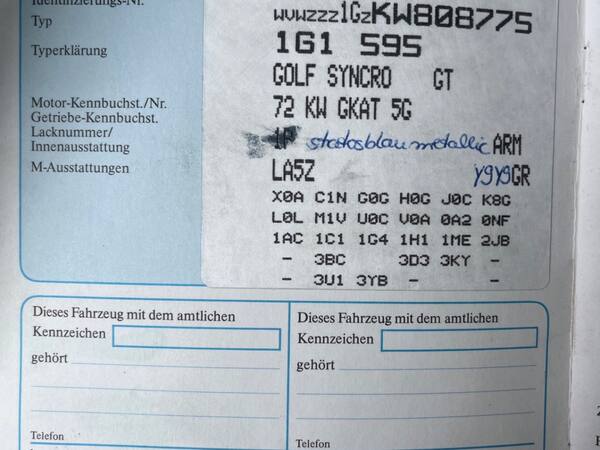 Identifizierungs-Nr. WVWZZZ1GZKW808775
Typ 1G1 595
Typerklärung GOLF SYNCRO GT
Motor-Kennbuchst./Nr. 72 KW GKAT 5G
Getriebe-Kennbuchst. ARM
Lacknummer/ stratosblaumetallic
Innenausstattung LA5Z Y9Y9GR
M-Ausstattungen X0A C1N G0G H0G J0C K8G
L0L M1V U0C V0A 0A2 0NF
1AC 1C1 1G4 1H1 1ME 2JB
- 3BC 3D3 3KY -
- 3U1 3YB - -
Dieses Fahrzeug mit dem amtlichen
Kennzeichen
gehört
Telefon
Dieses Fahrzeug mit dem amtlichen
Kennzeichen
gehört
Telefon